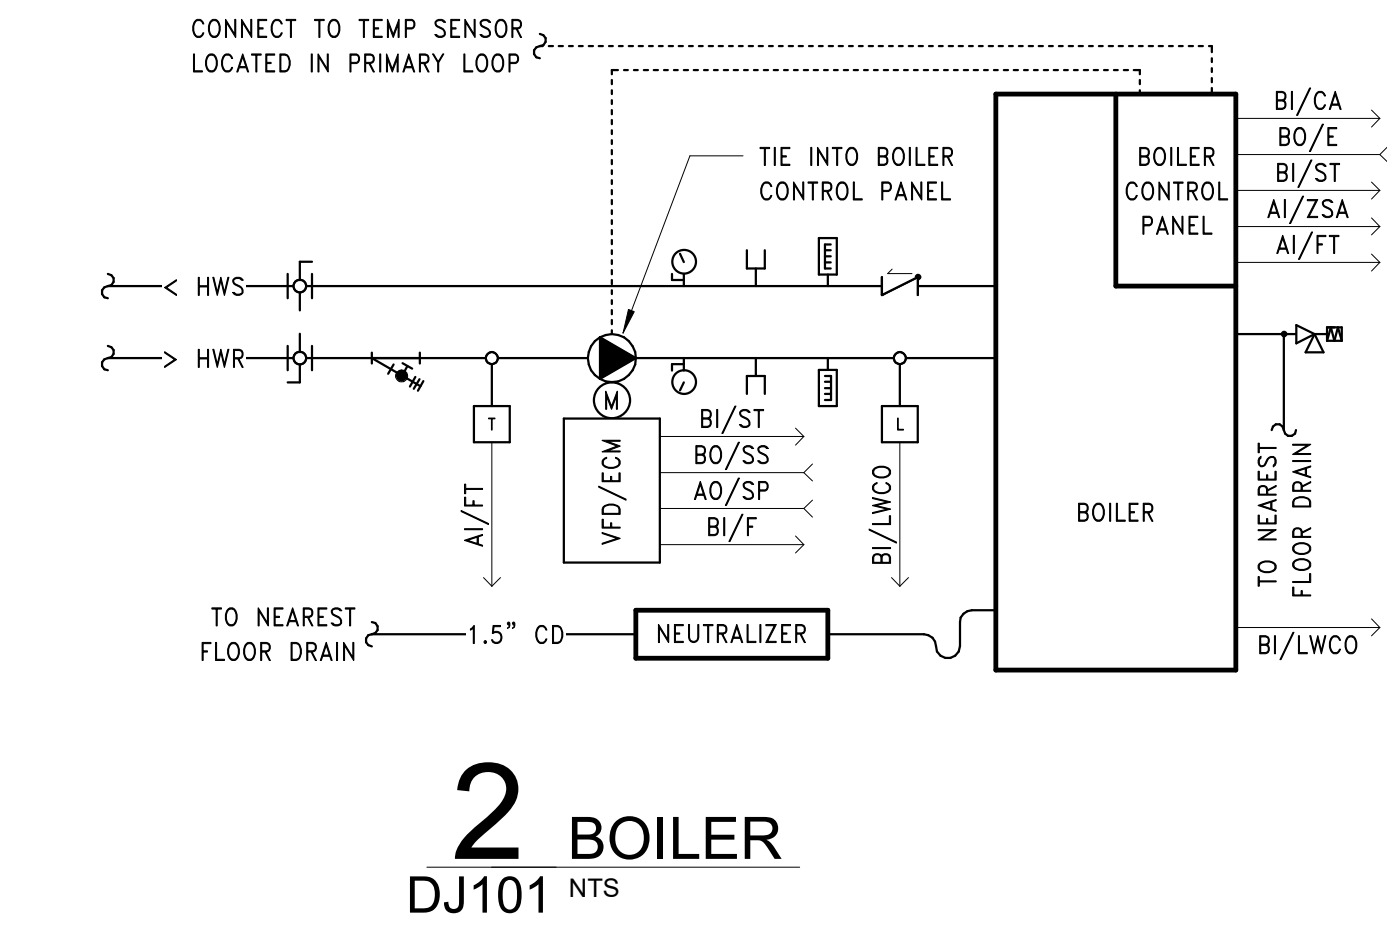 CONNECT TO TEMP SENSOR
LOCATED IN PRIMARY LOOP
TIE INTO BOILER
CONTROL PANEL
BOILER
CONTROL
PANEL
BI/CA
BO/E
BI/ST
AI/ZSA
AI/FT
HWS
HWR
T
M
L
AI/FT
VFD/ECM
BI/ST
BO/SS
AO/SP
BI/F
BI/LWCO
BOILER
TO NEAREST
FLOOR DRAIN
TO NEAREST
FLOOR DRAIN
1.5" CD
NEUTRALIZER
BI/LWCO
2 BOILER
DJ101 NTS